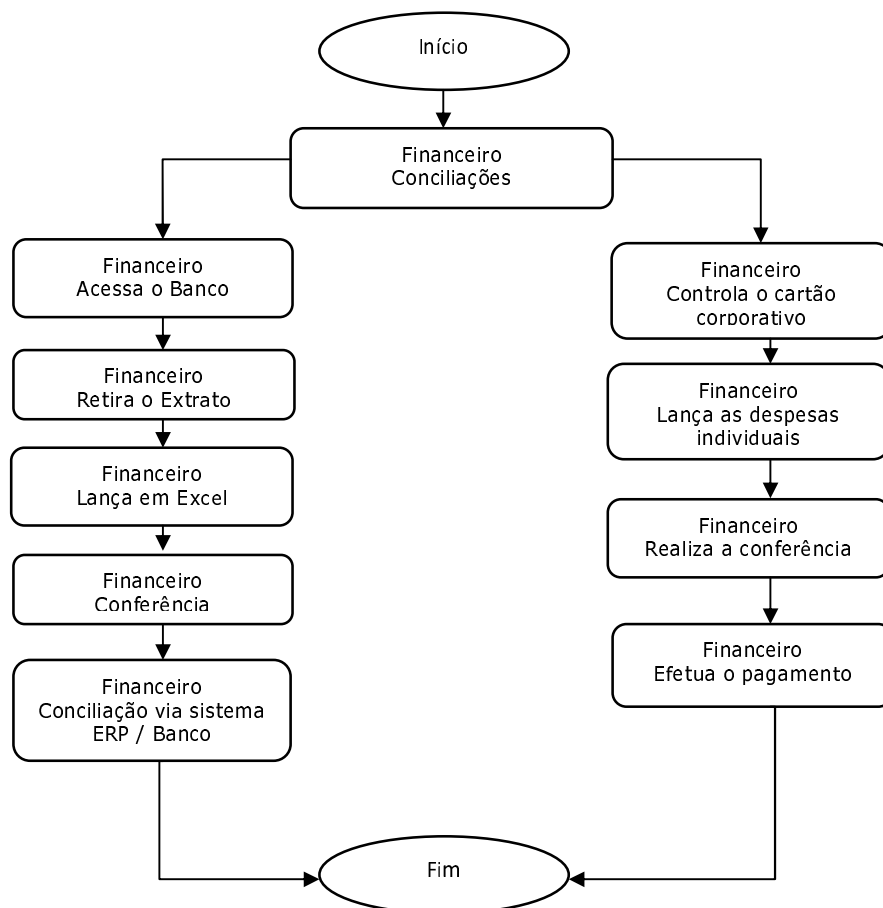 Início
Financeiro
Conciliações
Financeiro
Acessa o Banco
Financeiro
Retira o Extrato
Financeiro
Lança em Excel
Financeiro
Conferência
Financeiro
Conciliação via sistema
ERP / Banco
Financeiro
Controla o cartão
corporativo
Financeiro
Lança as despesas
individuais
Financeiro
Realiza a conferência
Financeiro
Efetua o pagamento
Fim